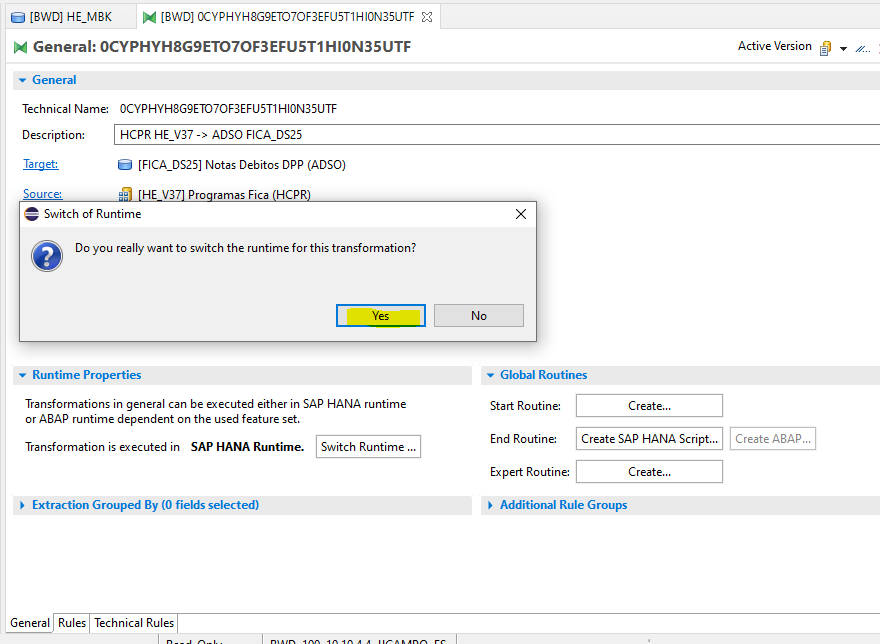 [BWD] HE_MBK
[BWD] 0CYPHYH8G9ETO7OF3EFU5T1HI0N35UTF
General: 0CYPHYH8G9ETO7OF3EFU5T1HI0N35UTF
Active Version
General
Technical Name: 0CYPHYH8G9ETO7OF3EFU5T1HI0N35UTF
Description: HCPR HE_V37 -> ADSO FICA_DS25
Target: [FICA_DS25] Notas Debitos DPP (ADSO)
Source: [HE_V37] Programas Fica (HCPR)
Switch of Runtime
Do you really want to switch the runtime for this transformation?
Yes No
Runtime Properties
Transformations in general can be executed either in SAP HANA runtime
or ABAP runtime dependent on the used feature set.
Transformation is executed in SAP HANA Runtime. Switch Runtime ...
Global Routines
Start Routine: Create...
End Routine: Create SAP HANA Script... Create ABAP...
Expert Routine: Create...
Extraction Grouped By (0 fields selected)
Additional Rule Groups
General Rules Technical Rules